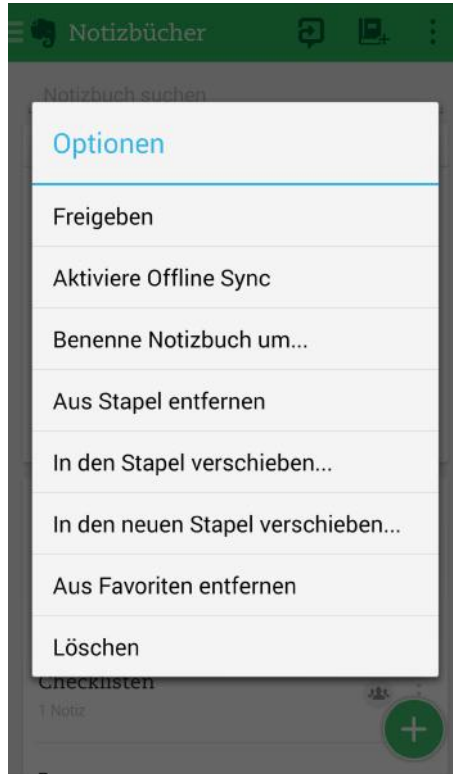 Notizbücher
Notizbuch suchen
Optionen
Freigeben
Aktiviere Offline Sync
Benenne Notizbuch um...
Aus Stapel entfernen
In den Stapel verschieben...
In den neuen Stapel verschieben...
Aus Favoriten entfernen
Löschen
Checklisten
1 Notiz